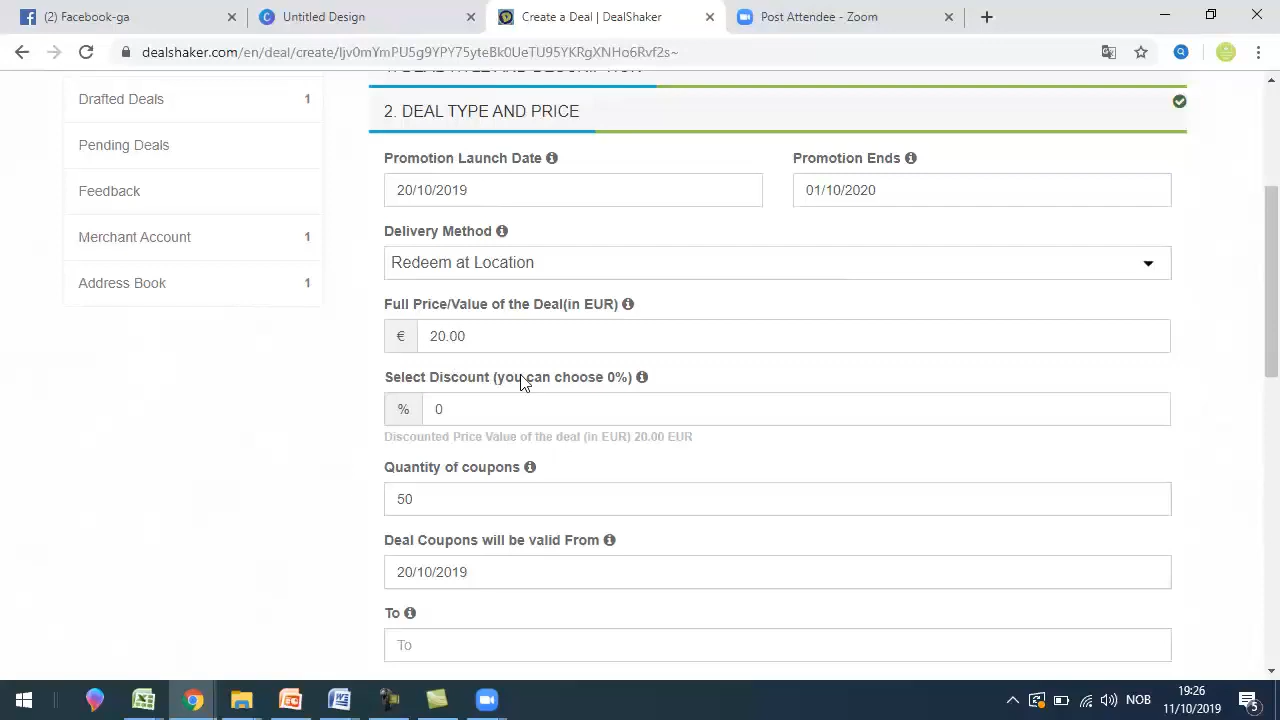 (2) Facebook-ga
Untitled Design
Create a Deal | DealShaker
Post Attendee - Zoom
dealshaker.com/en/deal/create/
Drafted Deals 1
Pending Deals
Feedback
Merchant Account 1
Address Book 1
2. DEAL TYPE AND PRICE
Promotion Launch Date
20/10/2019
Promotion Ends
01/10/2020
Delivery Method
Redeem at Location
Full Price/Value of the Deal(in EUR)
€ 20.00
Select Discount (you can choose 0%)
% 0
Discounted Price Value of the deal (in EUR) 20.00 EUR
Quantity of coupons
50
Deal Coupons will be valid From
20/10/2019
To
To
NOB
19:26
11/10/2019
5